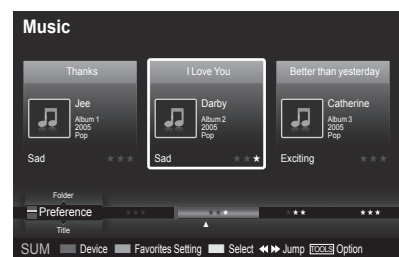 Music
Thanks
Jee
Album 1
2005
Pop
Sad
★★★
I Love You
Darby
Album 2
2005
Pop
Sad
★★★
Better than yesterday
Catherine
Album 3
2005
Pop
Exciting
★★★
Folder
Preference
★★★
★★★
★★★
★★★
Title
SUM Device Favorites Setting Select ◄◄ ►► Jump TOOLS Option